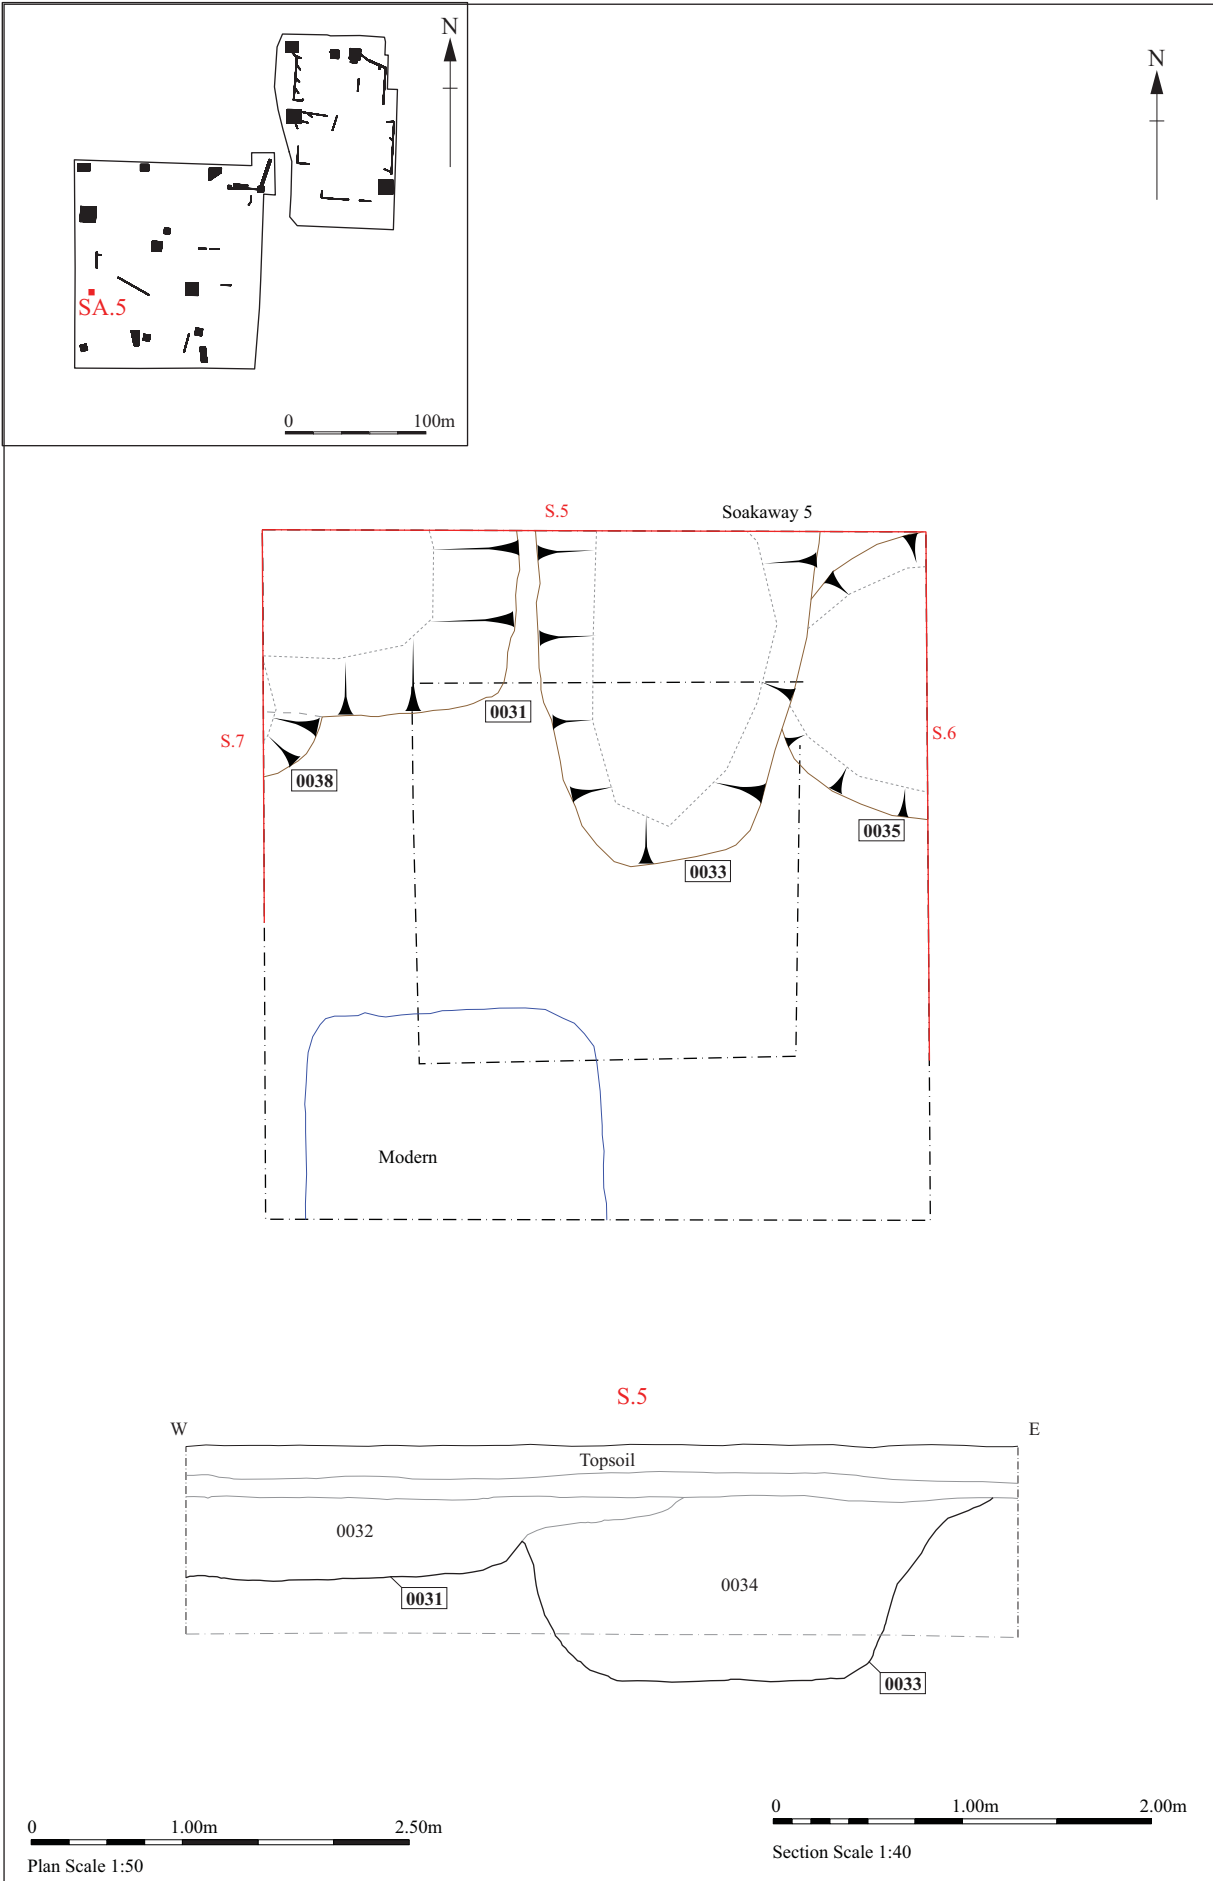 N
SA.5
0 100m
N
S.5
Soakaway 5
0031
S.7
S.6
0038
0035
0033
Modern
S.5
W E
Topsoil
0032
0034
0031
0033
0 1.00m 2.50m
Plan Scale 1:50
0 1.00m 2.00m
Section Scale 1:40